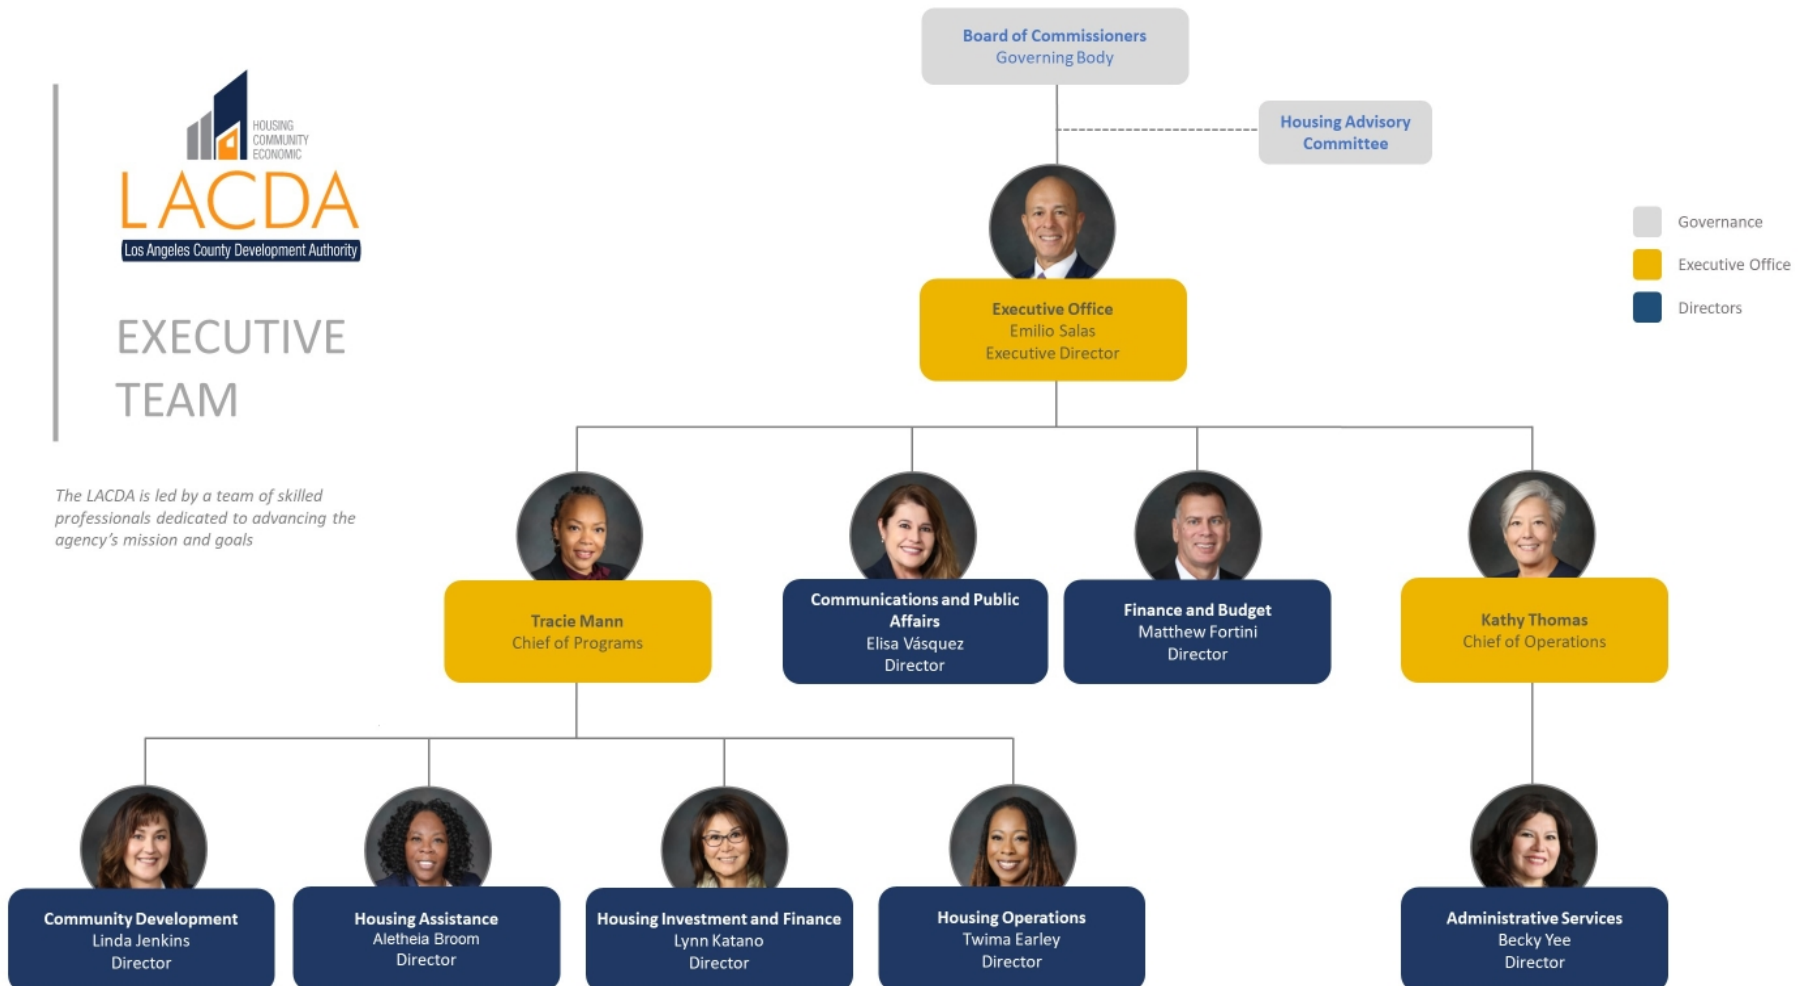 Board of Commissioners
Governing Body
Housing Advisory
Committee
HOUSING
COMMUNITY
ECONOMIC
LACDA
Los Angeles County Development Authority
EXECUTIVE
TEAM
The LACDA is led by a team of skilled
professionals dedicated to advancing the
agency's mission and goals
Governance
Executive Office
Directors
Executive Office
Emilio Salas
Executive Director
Tracie Mann
Chief of Programs
Communications and Public
Affairs
Elisa Vásquez
Director
Finance and Budget
Matthew Fortini
Director
Kathy Thomas
Chief of Operations
Community Development
Linda Jenkins
Director
Housing Assistance
Aletheia Broom
Director
Housing Investment and Finance
Lynn Katano
Director
Housing Operations
Twima Earley
Director
Administrative Services
Becky Yee
Director